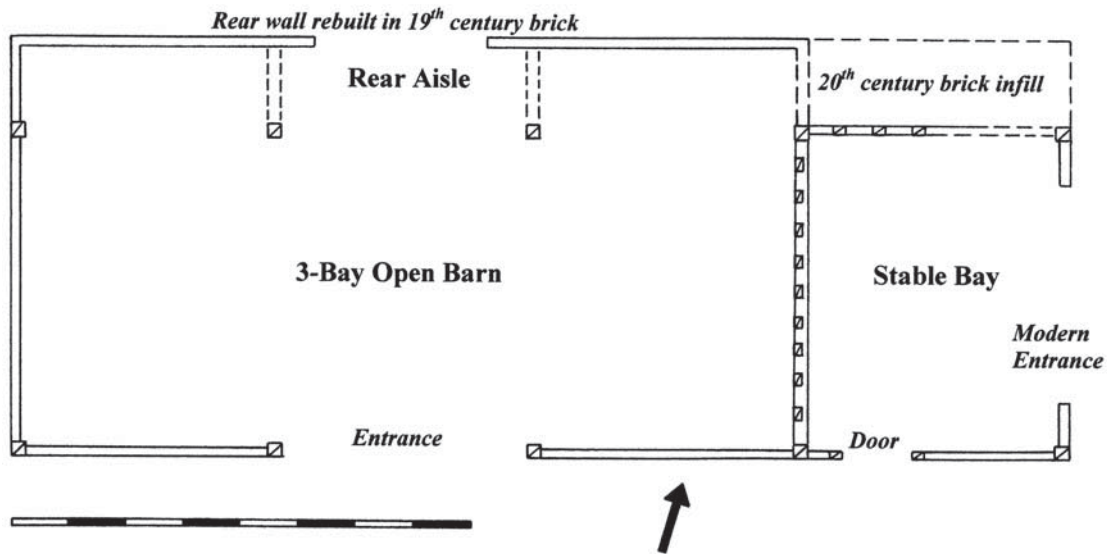 Rear wall rebuilt in 19th century brick
Rear Aisle
20th century brick infill
3-Bay Open Barn
Stable Bay
Modern
Entrance
Entrance
Door